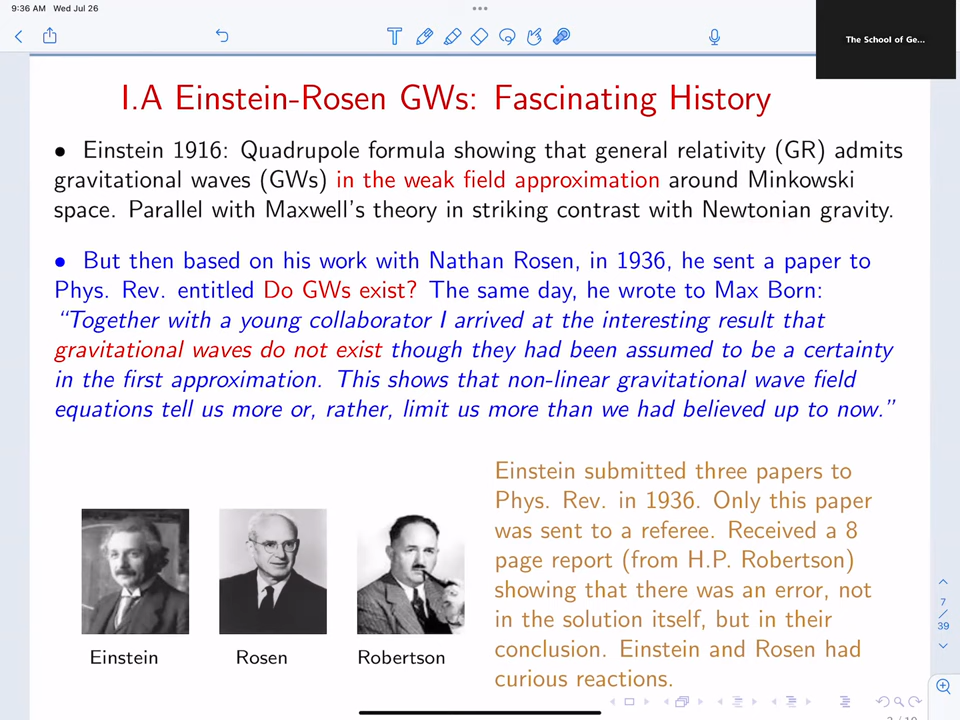 9:36 AM Wed Jul 26
The School of Ge...
I.A Einstein-Rosen GWs: Fascinating History
• Einstein 1916: Quadrupole formula showing that general relativity (GR) admits
gravitational waves (GWs) in the weak field approximation around Minkowski
space. Parallel with Maxwell's theory in striking contrast with Newtonian gravity.
• But then based on his work with Nathan Rosen, in 1936, he sent a paper to
Phys. Rev. entitled Do GWs exist? The same day, he wrote to Max Born:
“Together with a young collaborator I arrived at the interesting result that
gravitational waves do not exist though they had been assumed to be a certainty
in the first approximation. This shows that non-linear gravitational wave field
equations tell us more or, rather, limit us more than we had believed up to now.”
Einstein submitted three papers to
Phys. Rev. in 1936. Only this paper
was sent to a referee. Received a 8
page report (from H.P. Robertson)
showing that there was an error, not
in the solution itself, but in their
conclusion. Einstein and Rosen had
curious reactions.
Einstein
Rosen
Robertson
7
/
39